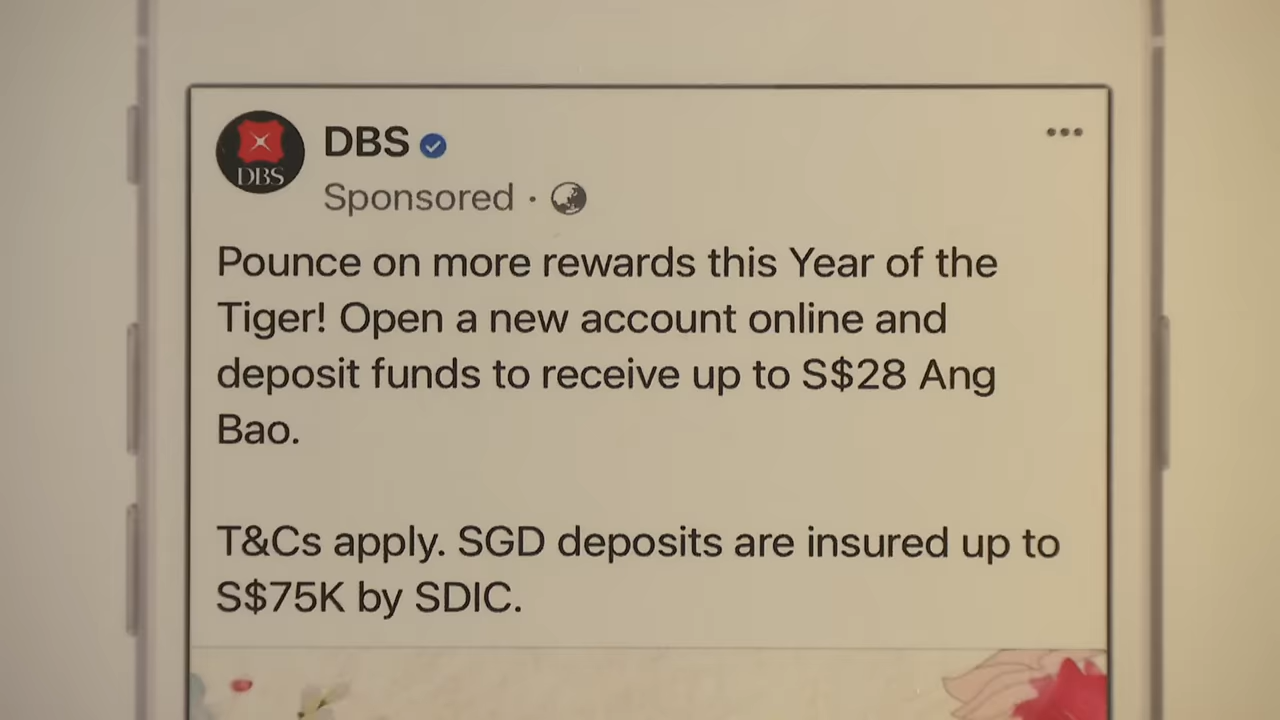 DBS
DBS
Sponsored ·
Pounce on more rewards this Year of the
Tiger! Open a new account online and
deposit funds to receive up to S$28 Ang
Bao.
T&Cs apply. SGD deposits are insured up to
S$75K by SDIC.